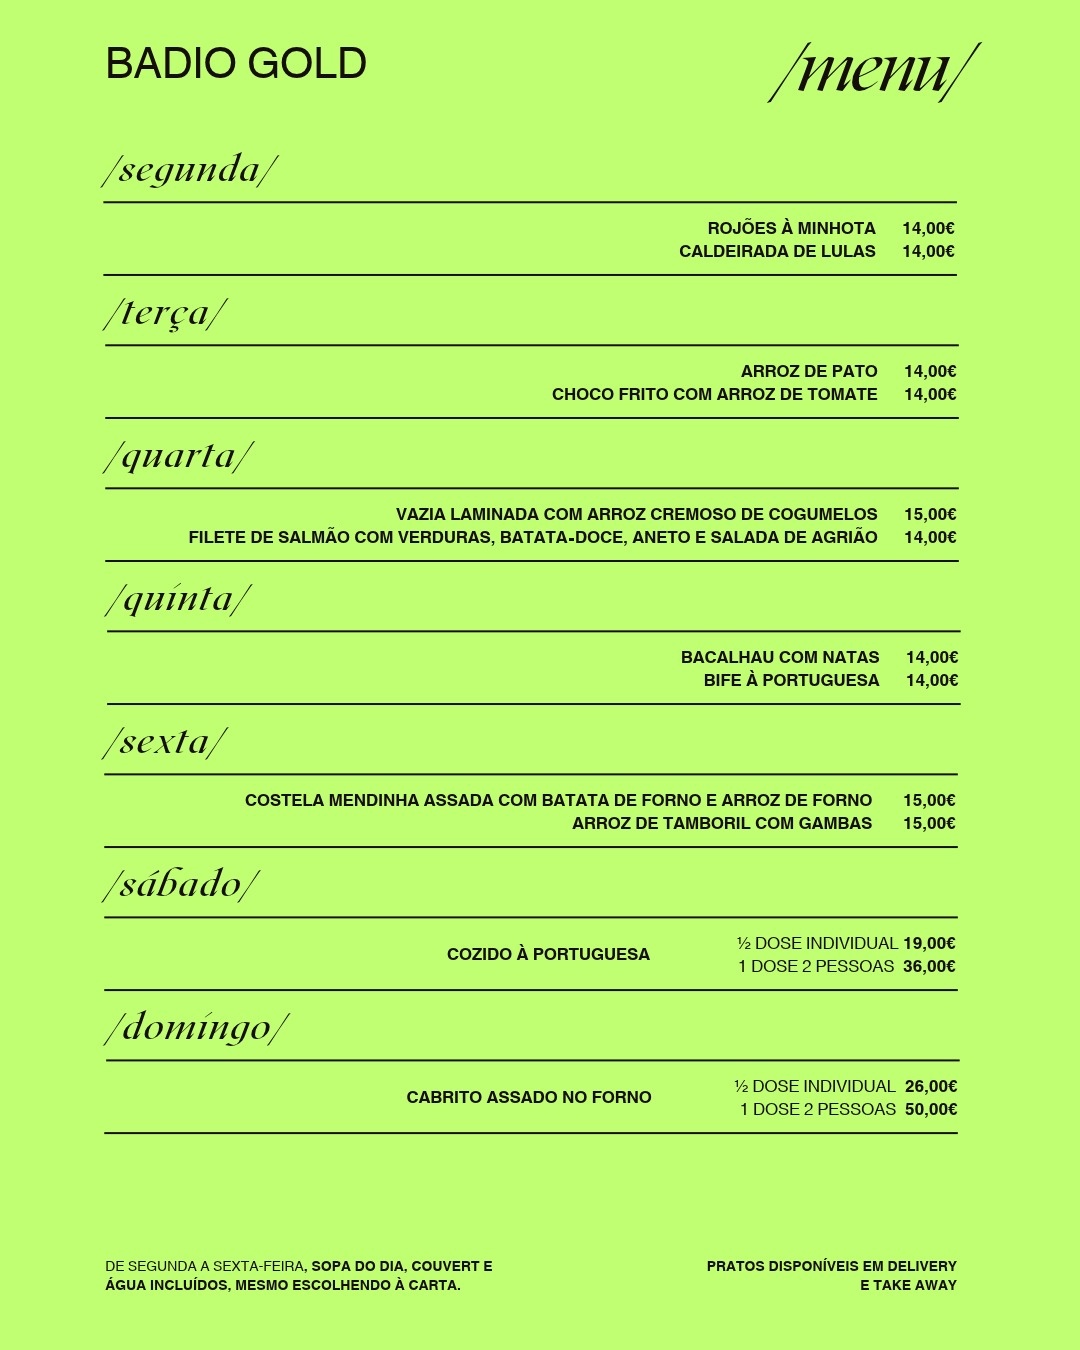 BADIO GOLD
/menu/
/segunda/
ROJÕES À MINHOTA 14,00€
CALDEIRADA DE LULAS 14,00€
/terça/
ARROZ DE PATO 14,00€
CHOCO FRITO COM ARROZ DE TOMATE 14,00€
/quarta/
VAZIA LAMINADA COM ARROZ CREMOSO DE COGUMELOS 15,00€
FILETE DE SALMÃO COM VERDURAS, BATATA-DOCE, ANETO E SALADA DE AGRIÃO 14,00€
/quinta/
BACALHAU COM NATAS 14,00€
BIFE À PORTUGUESA 14,00€
/sexta/
COSTELA MENDINHA ASSADA COM BATATA DE FORNO E ARROZ DE FORNO 15,00€
ARROZ DE TAMBORIL COM GAMBAS 15,00€
/sábado/
COZIDO À PORTUGUESA
½ DOSE INDIVIDUAL 19,00€
1 DOSE 2 PESSOAS 36,00€
/domingo/
CABRITO ASSADO NO FORNO
½ DOSE INDIVIDUAL 26,00€
1 DOSE 2 PESSOAS 50,00€
DE SEGUNDA A SEXTA-FEIRA, SOPA DO DIA, COUVERT E
ÁGUA INCLUÍDOS, MESMO ESCOLHENDO À CARTA.
PRATOS DISPONÍVEIS EM DELIVERY
E TAKE AWAY